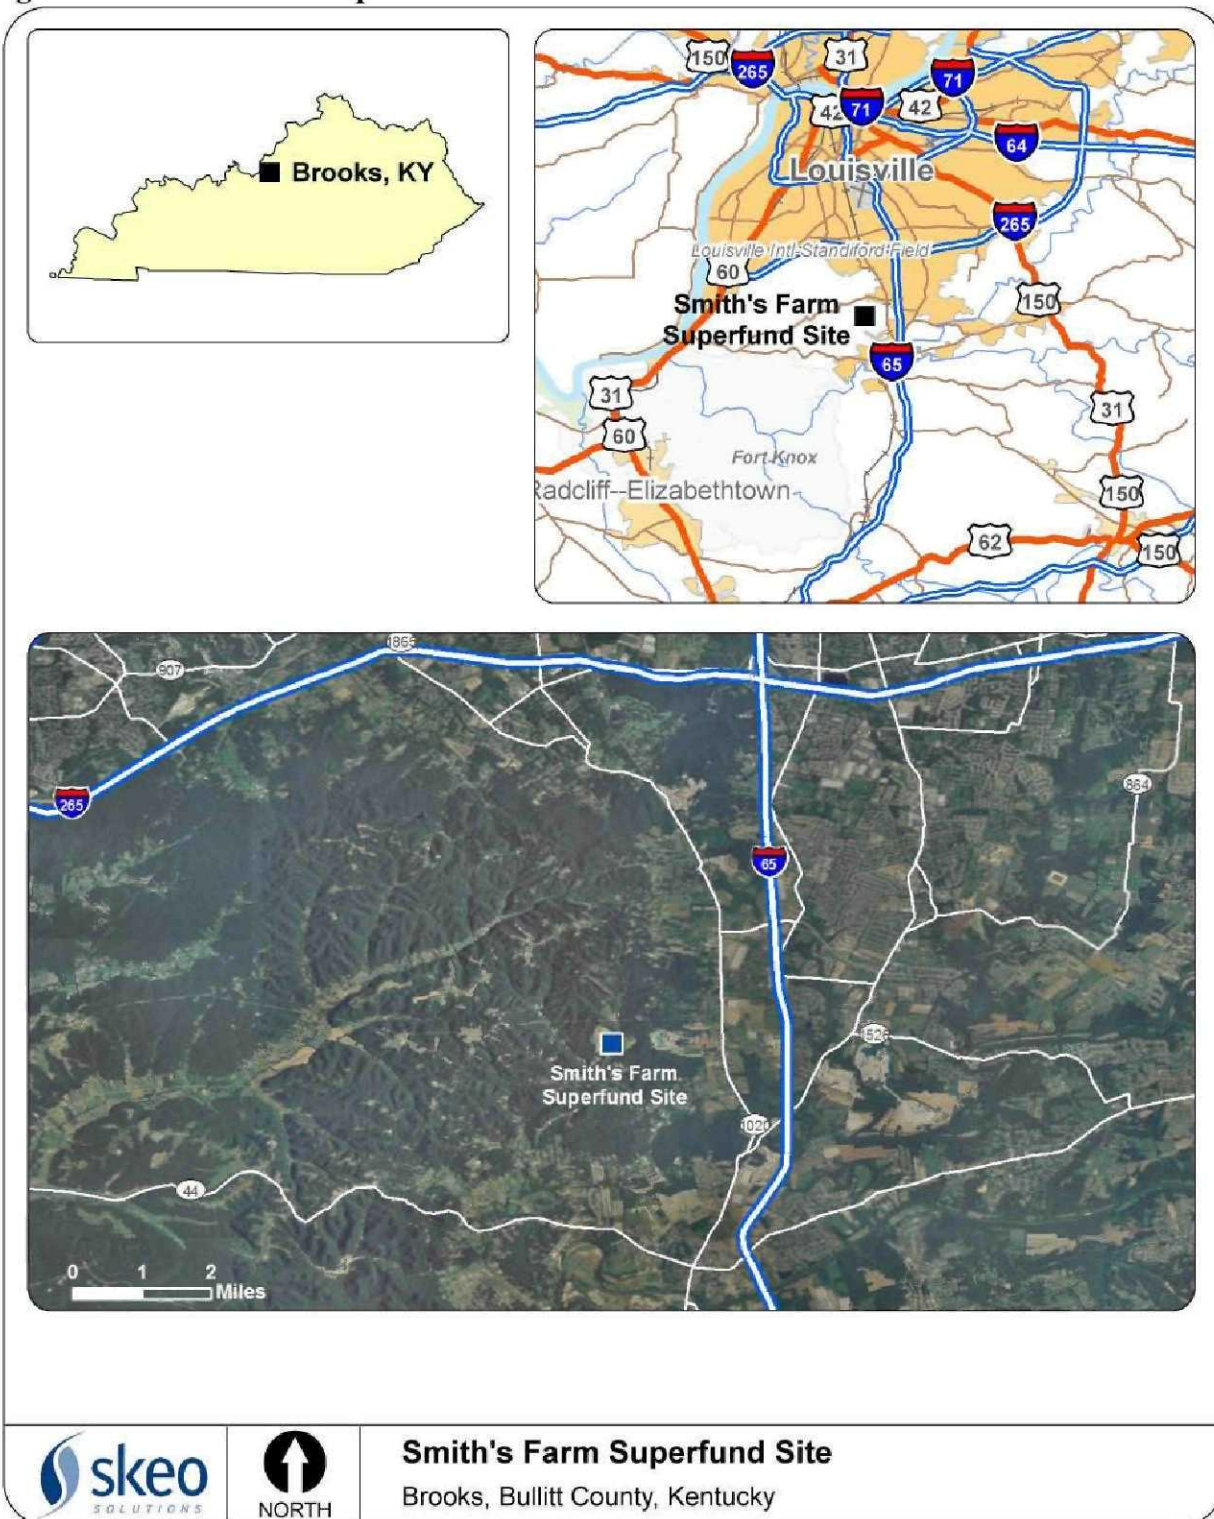 Brooks, KY
150
265
31
71
42
71
42
64
Louisville
265
Louisville Intl-Standiford Field
60
150
Smith's Farm
Superfund Site
65
31
60
31
Fort Knox
Radcliff--Elizabethtown
150
62
150
1865
907
265
864
65
Smith's Farm
Superfund Site
1526
1020
44
0 1 2
Miles
skeo
SOLUTIONS
NORTH
Smith's Farm Superfund Site
Brooks, Bullitt County, Kentucky